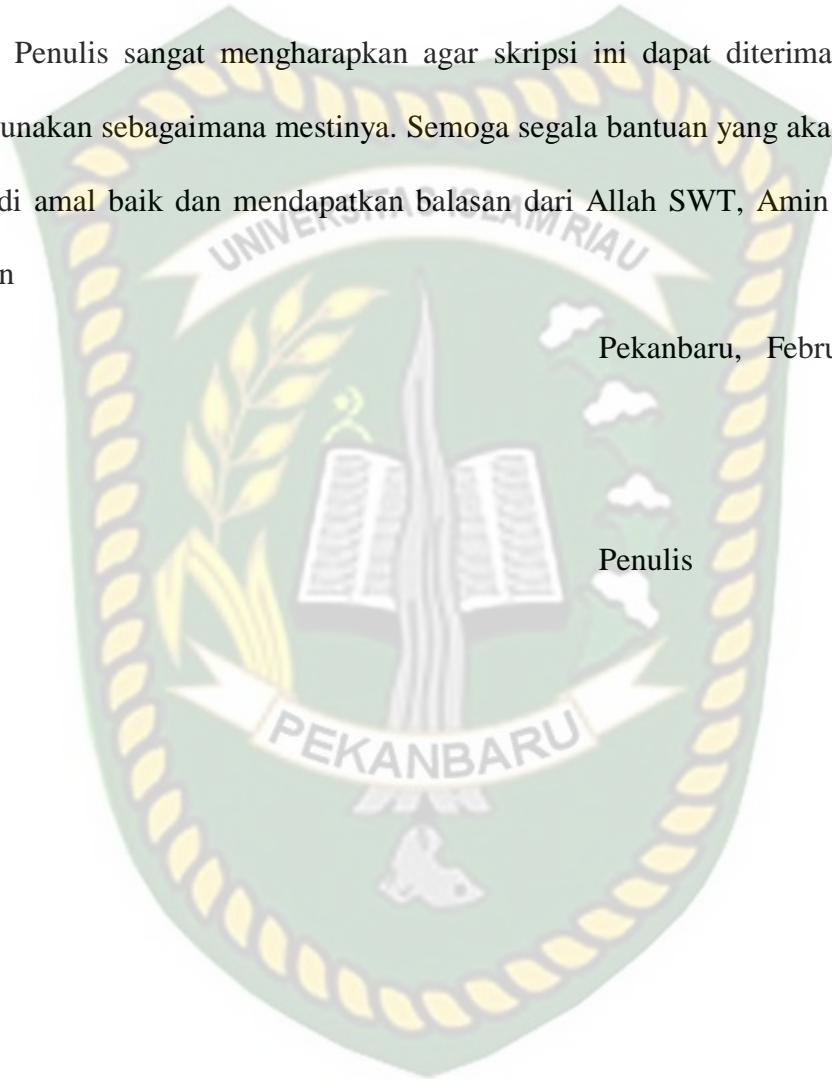 Penulis sangat mengharapkan agar skripsi ini dapat diterima
unakan sebagaimana mestinya. Semoga segala bantuan yang aka
di amal baik dan mendapatkan balasan dari Allah SWT, Amin
UNIVERSITAS ISLAM RIAU
n
Pekanbaru, Febru
Penulis
PEKANBARU